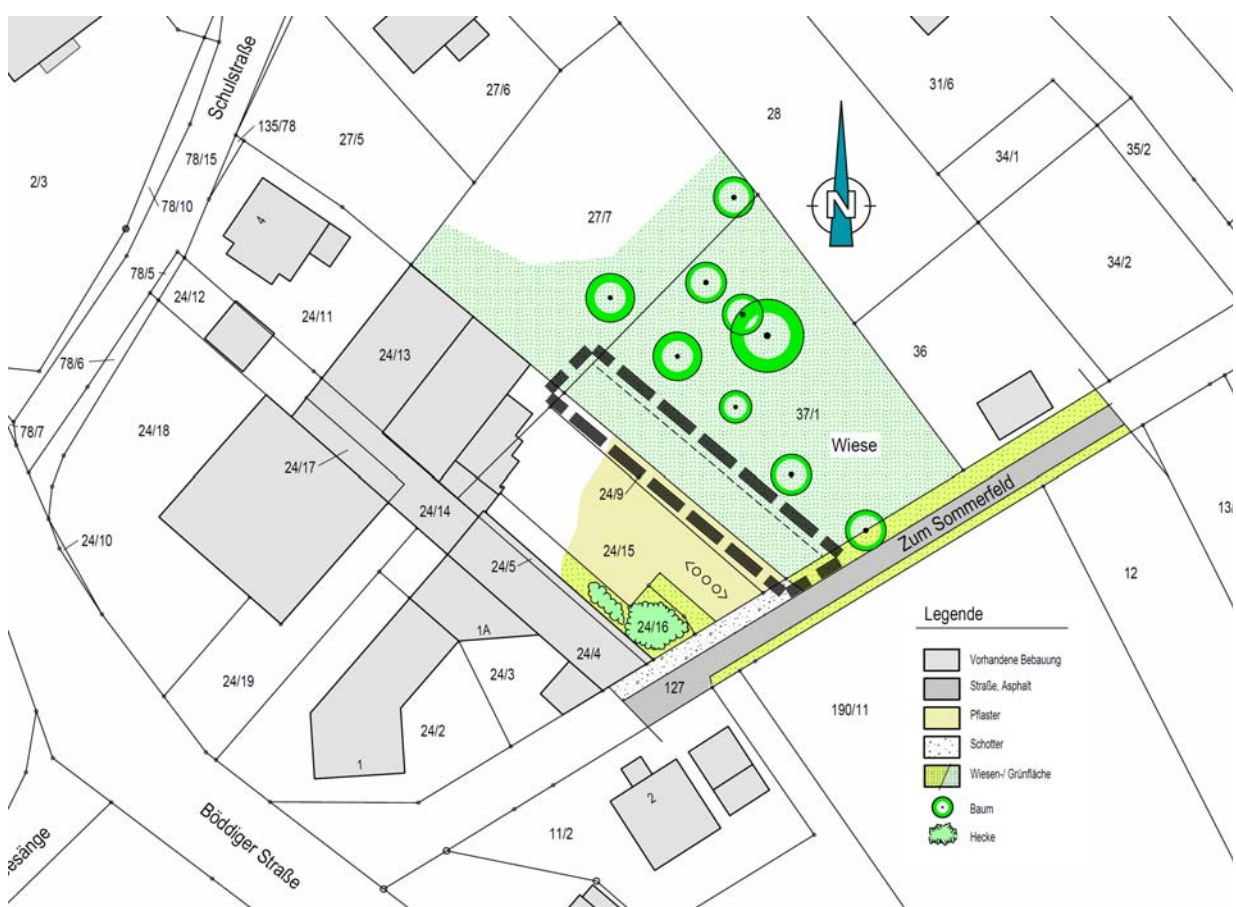 Schulstraße
135/78
27/6
27/5
28
31/6
34/1
35/2
2/3
78/15
78/10
4
27/7
N
34/2
78/5
24/12
24/11
24/13
36
78/6
37/1
Wiese
78/7
24/18
24/17
24/9
24/14
Zum Sommerfeld
13/
24/10
24/5
24/15
12
24/16
1A
24/4
24/3
24/19
127
24/2
190/11
1
2
11/2
Böddiger Straße
esänge
Legende
Vorhandene Bebauung
Straße, Asphalt
Pflaster
Schotter
Wiesen-/ Grünfläche
Baum
Hecke